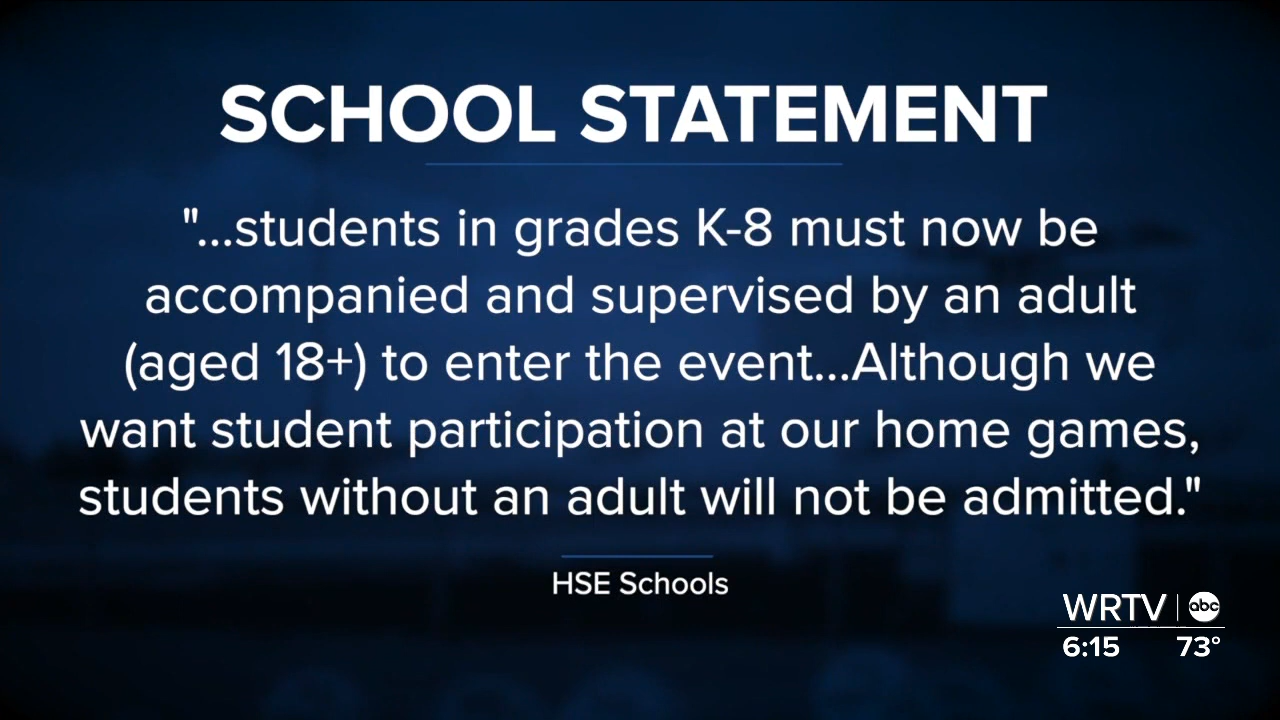 SCHOOL STATEMENT
"...students in grades K-8 must now be
accompanied and supervised by an adult
(aged 18+) to enter the event...Although we
want student participation at our home games,
students without an adult will not be admitted."
HSE Schools
WRTV abc
6:15 73°